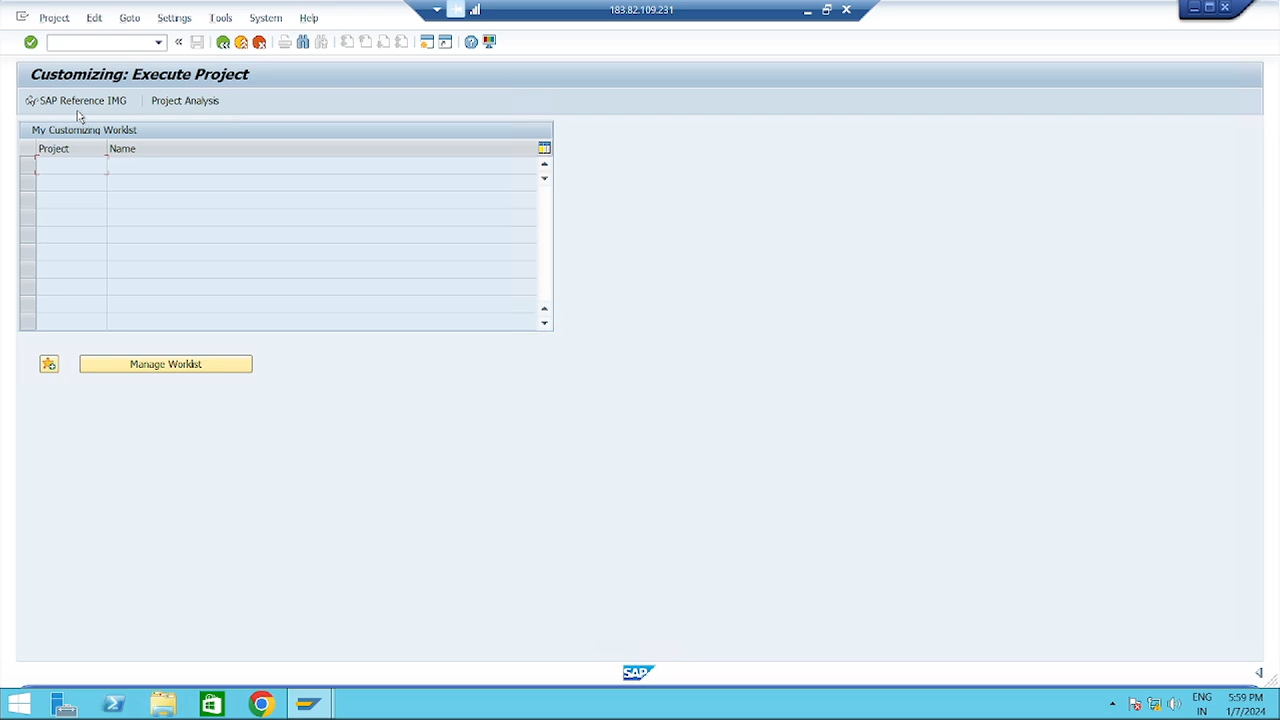 Project Edit Goto Settings Tools System Help
183.82.109.231
Customizing: Execute Project
SAP Reference IMG Project Analysis
My Customizing Worklist
Project Name
Manage Worklist
SAP
ENG 5:59 PM
IN 1/7/2024